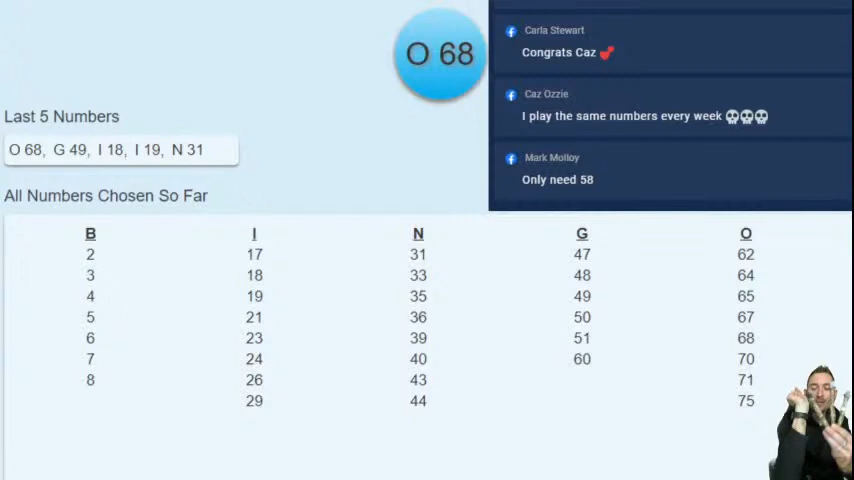 O 68
Carla Stewart
Congrats Caz 💕
Caz Ozzie
I play the same numbers every week 💀💀💀
Mark Molloy
Only need 58
Last 5 Numbers
O 68, G 49, I 18, I 19, N 31
All Numbers Chosen So Far
B I N G O
2 17 31 47 62
3 18 33 48 64
4 19 35 49 65
5 21 36 50 67
6 23 39 51 68
7 24 40 60 70
8 26 43 71
29 44 75